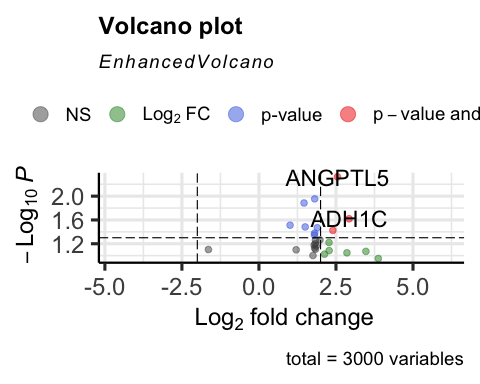 Volcano plot
EnhancedVolcano
NS Log2 FC p-value p – value and
ANGPTL5
ADH1C
– Log10 P
2.0
1.6
1.2
-5.0 -2.5 0.0 2.5 5.0
Log2 fold change
total = 3000 variables